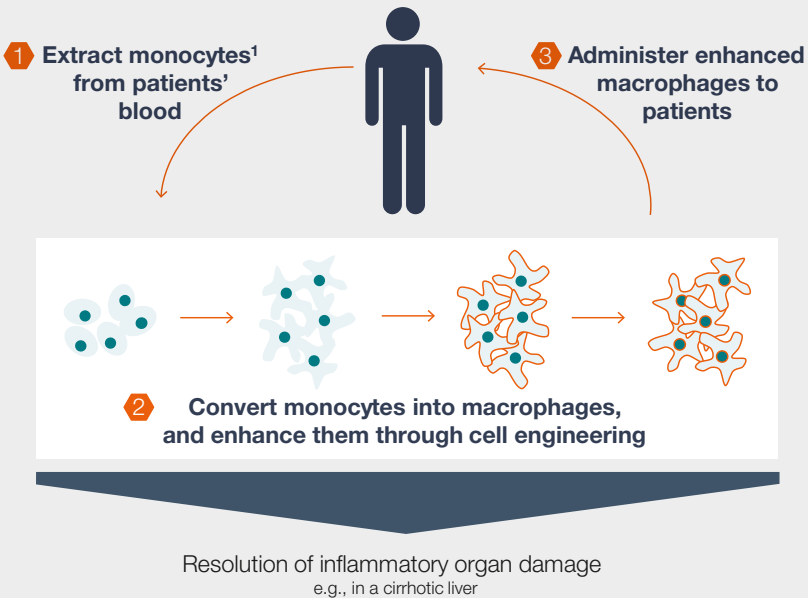 1 Extract monocytes¹
from patients’
blood
3 Administer enhanced
macrophages to
patients
2 Convert monocytes into macrophages,
and enhance them through cell engineering
Resolution of inflammatory organ damage
e.g., in a cirrhotic liver